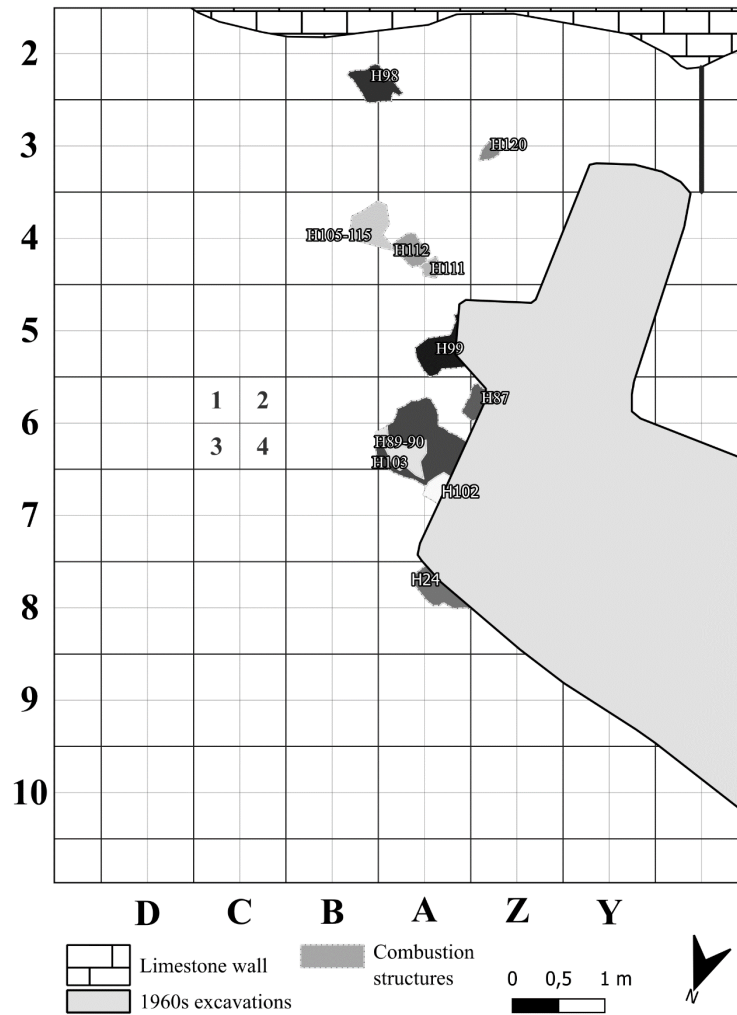 2
H98
3
H120
4
H105-115
H112
H111
5
H99
1 2
H87
6
3 4
H89-90
H103
H102
7
H24
8
9
10
D C B A Z Y
Limestone wall
1960s excavations
Combustion
structures
0 0,5 1 m
N